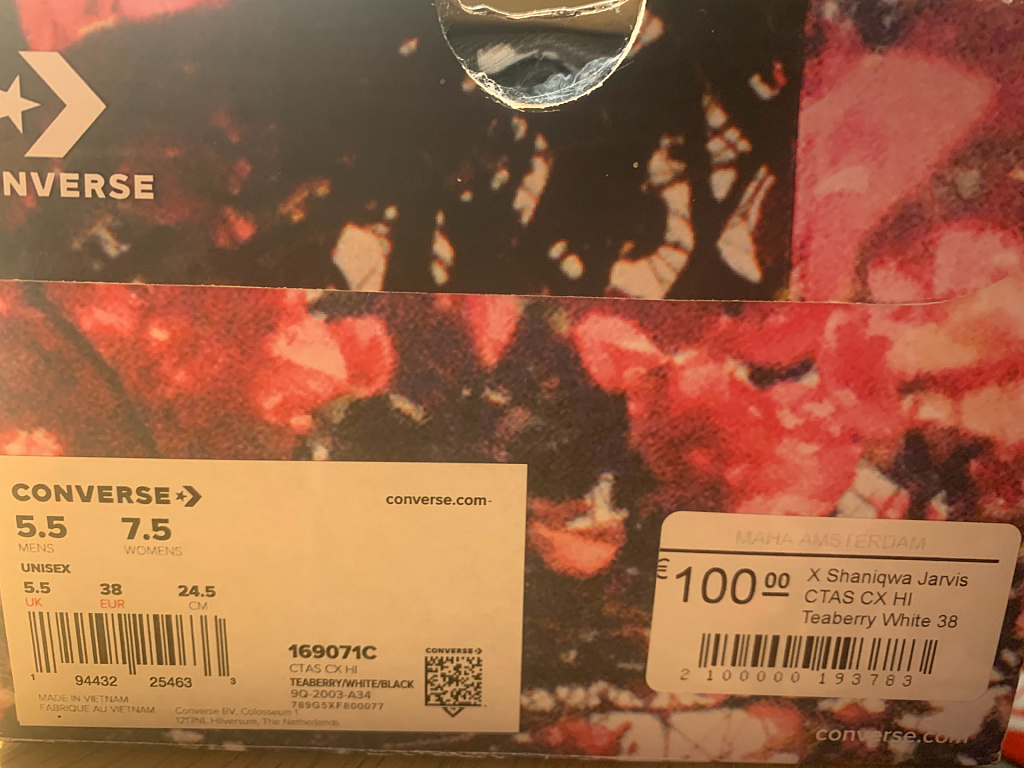 NVERSE
CONVERSE
converse.com
5.5 7.5
MENS WOMENS
UNISEX
5.5 38 24.5
UK EUR CM
1 94432 25463 3
MADE IN VIETNAM
FABRIQUE AU VIETNAM
169071C
CTAS CX HI
TEABERRY/WHITE/BLACK
9Q-2003-A34
769G5XF800077
Converse BV, Colosseum 1
1213NL Hilversum, The Netherlands
CONVERSE
MAHA AMSTERDAM
€ 100 00
X Shaniqwa Jarvis
CTAS CX HI
Teaberry White 38
2 100000 193783
converse.com